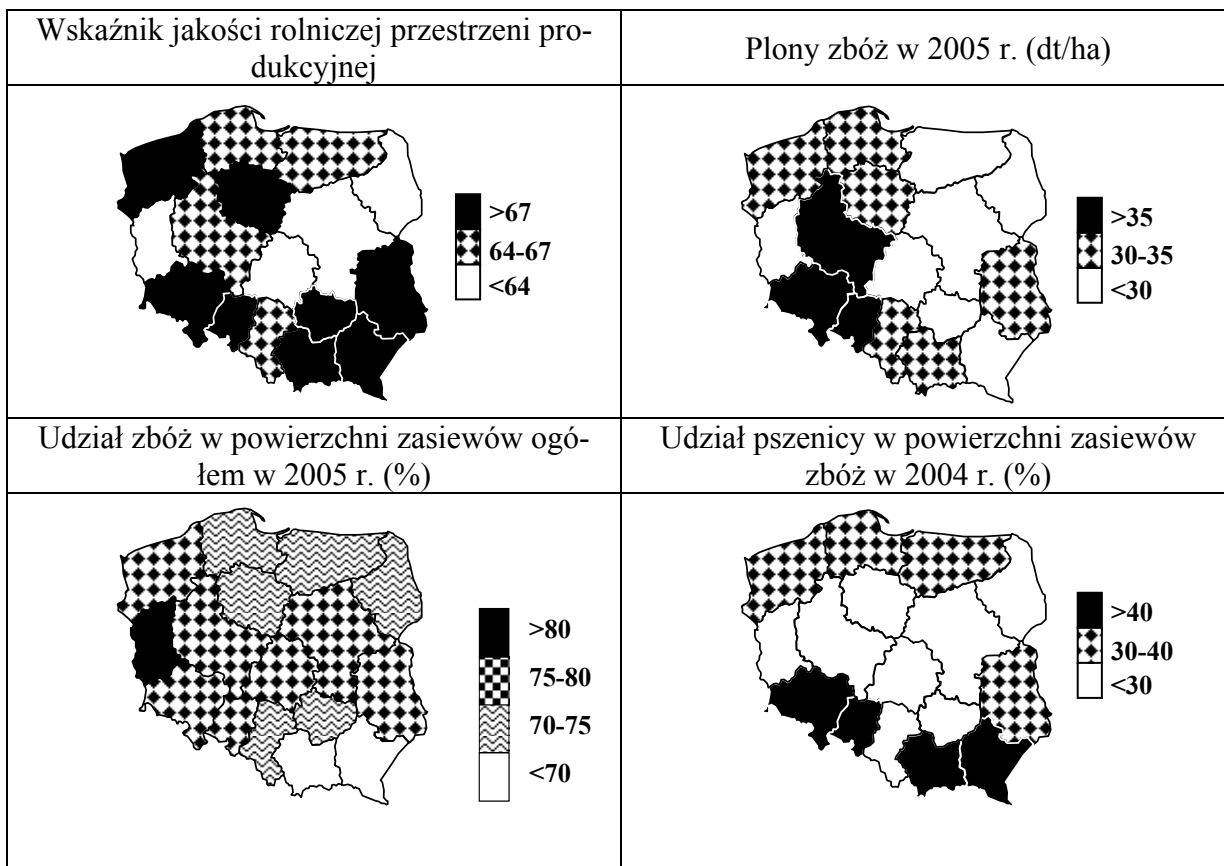 Wskaźnik jakości rolniczej przestrzeni pro-
dukcyjnej
Plony zbóż w 2005 r. (dt/ha)
>67
64-67
<64
>35
30-35
<30
Udział zbóż w powierzchni zasiewów ogó-
łem w 2005 r. (%)
Udział pszenicy w powierzchni zasiewów
zbóż w 2004 r. (%)
>80
75-80
70-75
<70
>40
30-40
<30